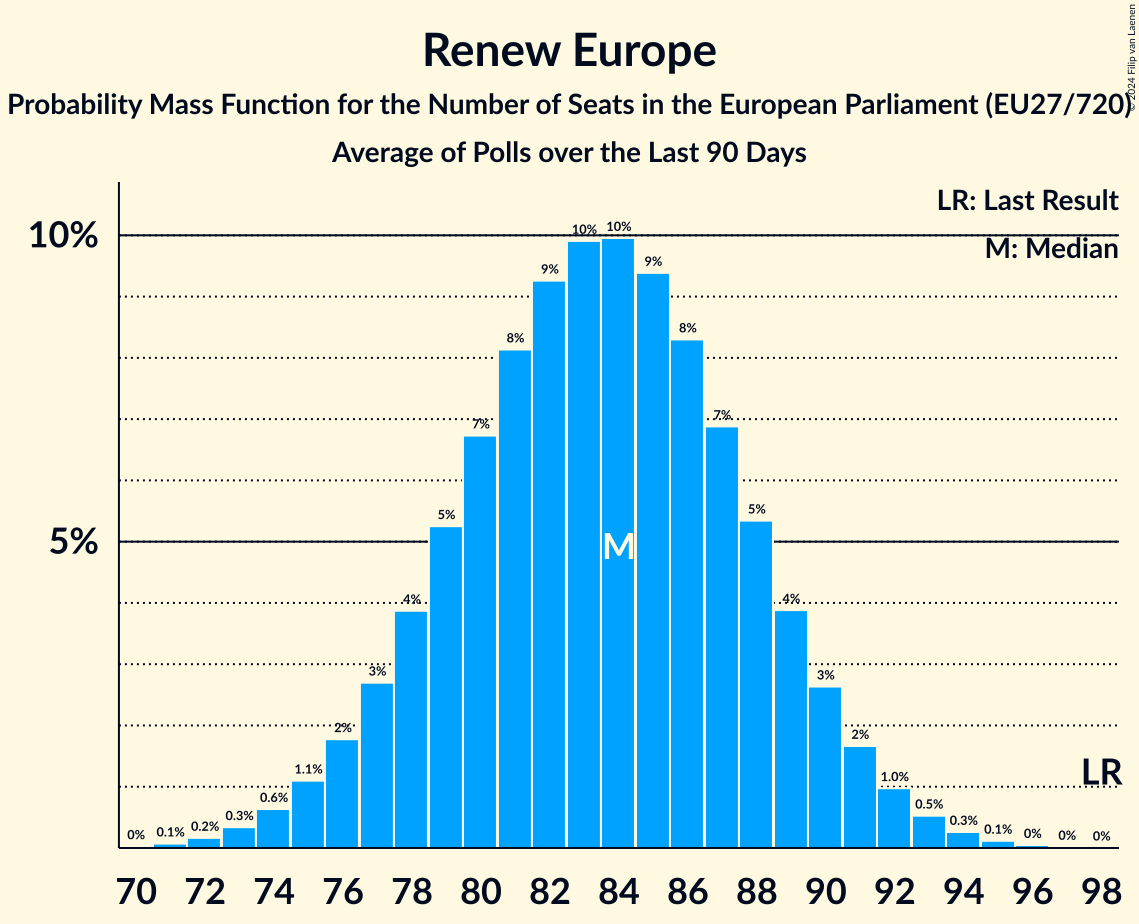 Renew Europe
Probability Mass Function for the Number of Seats in the European Parliament (EU27/720)
Average of Polls over the Last 90 Days
© 2024 Filip van Laenen
LR: Last Result
M: Median
10%
5%
0% 0.1% 0.2% 0.3% 0.6% 1.1% 2% 3% 4% 5% 7% 8% 9% 10% 10% 9% 8% 7% 5% 4% 3% 2% 1.0% 0.5% 0.3% 0.1% 0% 0% 0%
M
LR
70 72 74 76 78 80 82 84 86 88 90 92 94 96 98